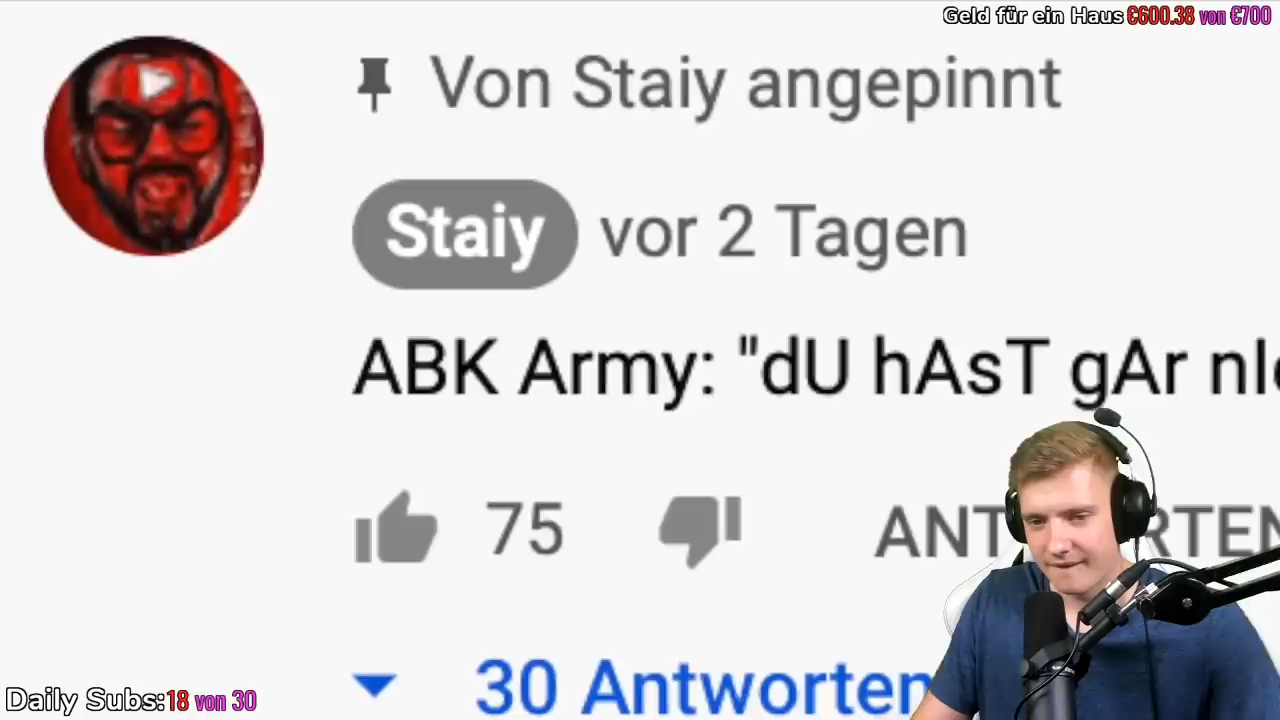 Geld für ein Haus €600.38 von €700
Von Staiy angepinnt
Staiy vor 2 Tagen
ABK Army: "dU hAsT gAr
75
30 Antworten
Daily Subs:18 von 30